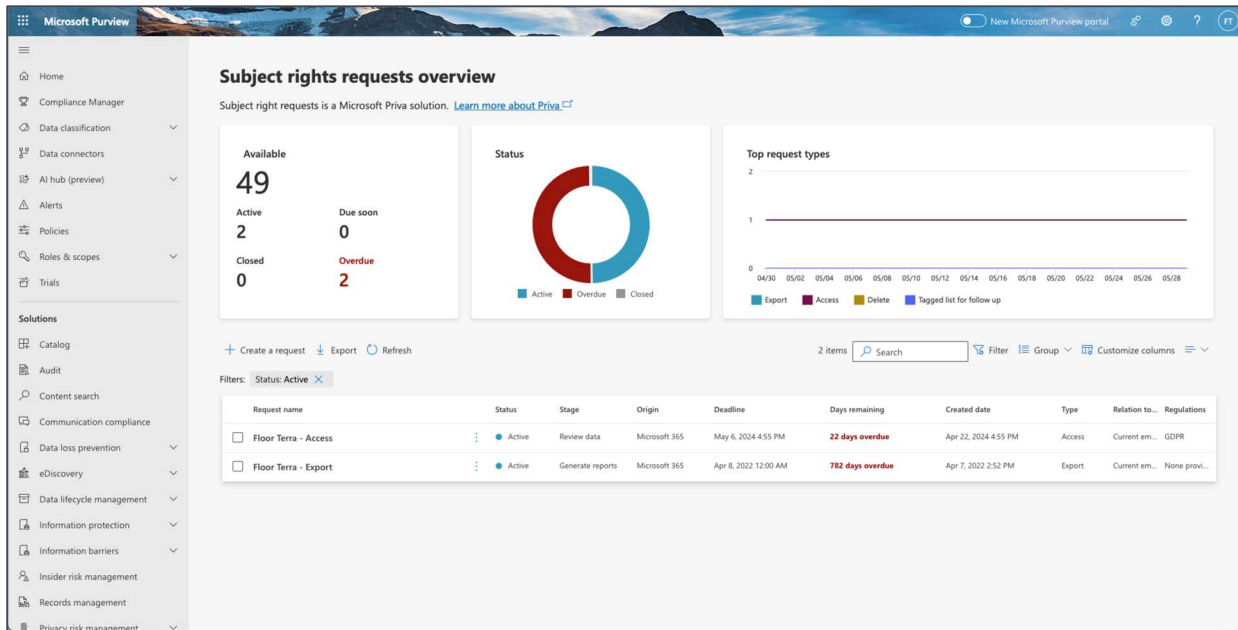 Microsoft Purview
New Microsoft Purview portal
?
FT
Home
Compliance Manager
Data classification
Data connectors
AI hub (preview)
Alerts
Policies
Roles & scopes
Trials
Solutions
Catalog
Audit
Content search
Communication compliance
Data loss prevention
eDiscovery
Data lifecycle management
Information protection
Information barriers
Insider risk management
Records management
Privacy risk management
Subject rights requests overview
Subject right requests is a Microsoft Priva solution. Learn more about Priva
Available
49
Active Due soon
2 0
Closed Overdue
0 2
Status
Active Overdue Closed
Top request types
2
1
0
04/30 05/02 05/04 05/06 05/08 05/10 05/12 05/14 05/16 05/18 05/20 05/22 05/24 05/26 05/28
Export Access Delete Tagged list for follow up
+ Create a request Export Refresh 2 items Search Filter Group Customize columns
Filters: Status: Active ×
Request name Status Stage Origin Deadline Days remaining Created date Type Relation to... Regulations
Floor Terra - Access Active Review data Microsoft 365 May 6, 2024 4:55 PM 22 days overdue Apr 22, 2024 4:55 PM Access Current em... GDPR
Floor Terra - Export Active Generate reports Microsoft 365 Apr 8, 2022 12:00 AM 782 days overdue Apr 7, 2022 2:52 PM Export Current em... None provi...